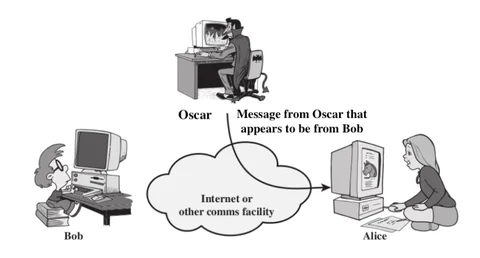 Oscar
Message from Oscar that
appears to be from Bob
Internet or
other comms facility
Bob
Alice